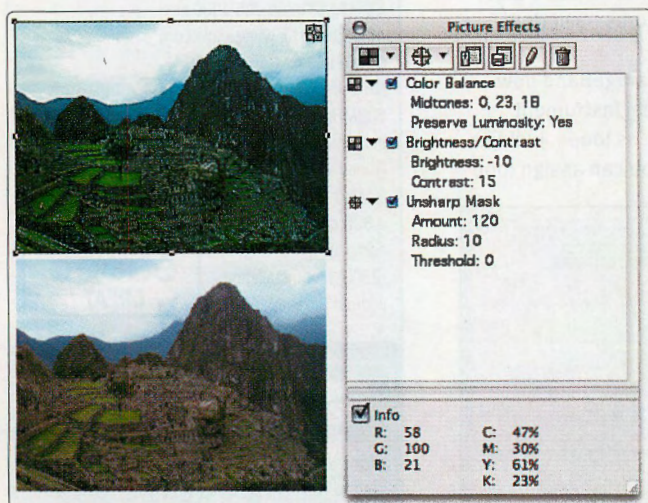 Picture Effects
Color Balance
Midtones: 0, 23, 18
Preserve Luminosity: Yes
Brightness/Contrast
Brightness: -10
Contrast: 15
Unsharp Mask
Amount: 120
Radius: 10
Threshold: 0
Info
R: 58 C: 47%
G: 100 M: 30%
B: 21 Y: 61%
K: 23%